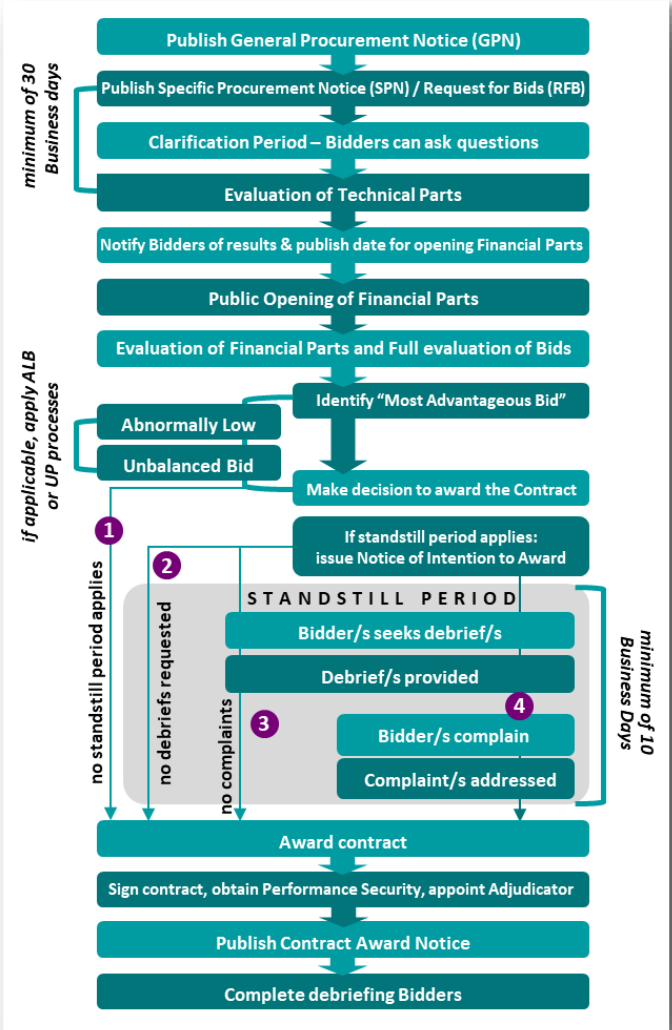 Publish General Procurement Notice (GPN)
minimum of 30
Business days
Publish Specific Procurement Notice (SPN) / Request for Bids (RFB)
Clarification Period – Bidders can ask questions
Evaluation of Technical Parts
Notify Bidders of results & publish date for opening Financial Parts
Public Opening of Financial Parts
Evaluation of Financial Parts and Full evaluation of Bids
if applicable, apply ALB
or UP processes
Identify “Most Advantageous Bid”
Abnormally Low
Unbalanced Bid
Make decision to award the Contract
1
If standstill period applies:
issue Notice of Intention to Award
2
no standstill period applies
no debriefs requested
no complaints
STANDSTILL PERIOD
Bidder/s seeks debrief/s
Debrief/s provided
3
4
Bidder/s complain
Complaint/s addressed
minimum of 10
Business Days
Award contract
Sign contract, obtain Performance Security, appoint Adjudicator
Publish Contract Award Notice
Complete debriefing Bidders